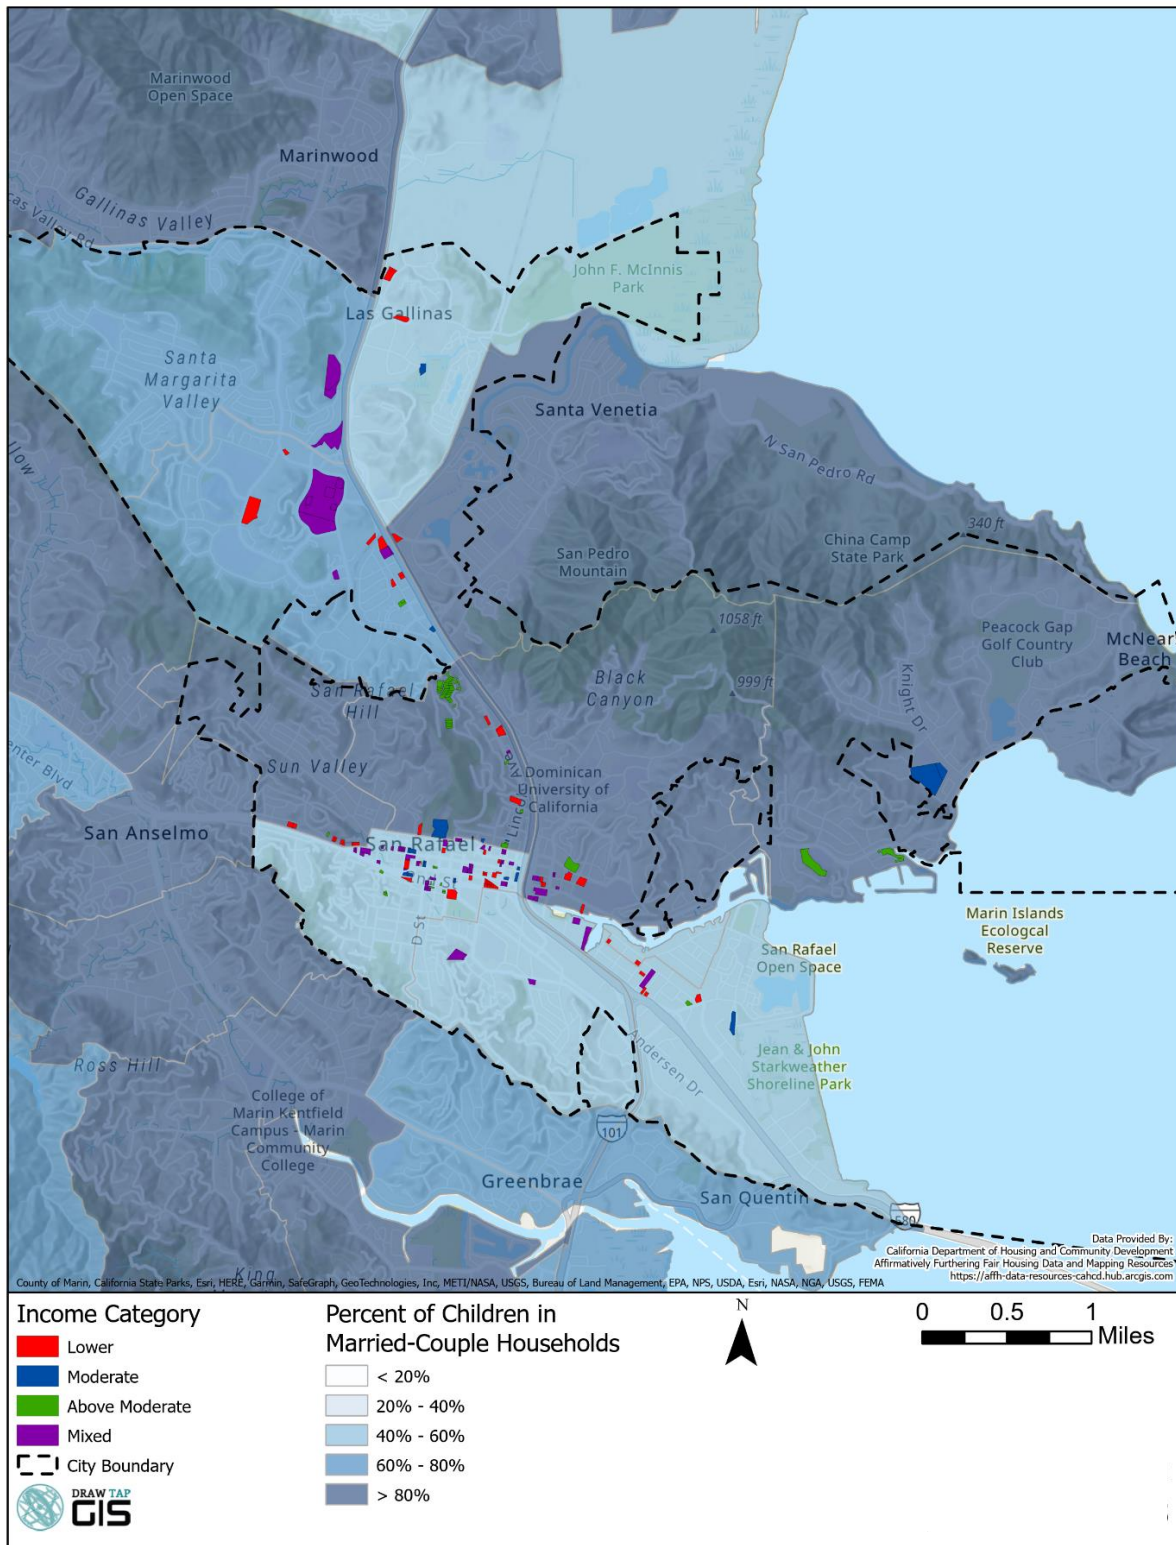 Marinwood
Open Space
Marinwood
Gallinas Valley
cas Valley Rd
John F. McInnis
Park
Las Gallinas
Santa
Margarita
Valley
Santa Venetia
N San Pedro Rd
llow
340 ft
China Camp
State Park
San Pedro
Mountain
1058 ft
Peacock Gap
Golf Country
Club
McNear's
Beach
Black
Canyon
999 ft
Knight Dr
San Rafael
Hill
enter Blvd
Sun Valley
Ave
Linco
Dominican
University of
California
San Anselmo
San Rafael
2nd St
D St
Marin Islands
Ecologcal
Reserve
San Rafael
Open Space
Andersen Dr
Jean & John
Starkweather
Shoreline Park
Ross Hill
College of
Marin Kentfield
Campus - Marin
Community
College
101
Greenbrae
San Quentin
580
King
Data Provided By:
California Department of Housing and Community Development
Affirmatively Furthering Fair Housing Data and Mapping Resources
https://affh-data-resources-cahcd.hub.arcgis.com
County of Marin, California State Parks, Esri, HERE, Garmin, SafeGraph, GeoTechnologies, Inc, METI/NASA, USGS, Bureau of Land Management, EPA, NPS, USDA, Esri, NASA, NGA, USGS, FEMA
Income Category
Lower
Moderate
Above Moderate
Mixed
City Boundary
DRAW TAP
GIS
Percent of Children in
Married-Couple Households
< 20%
20% - 40%
40% - 60%
60% - 80%
> 80%
N
0 0.5 1
Miles